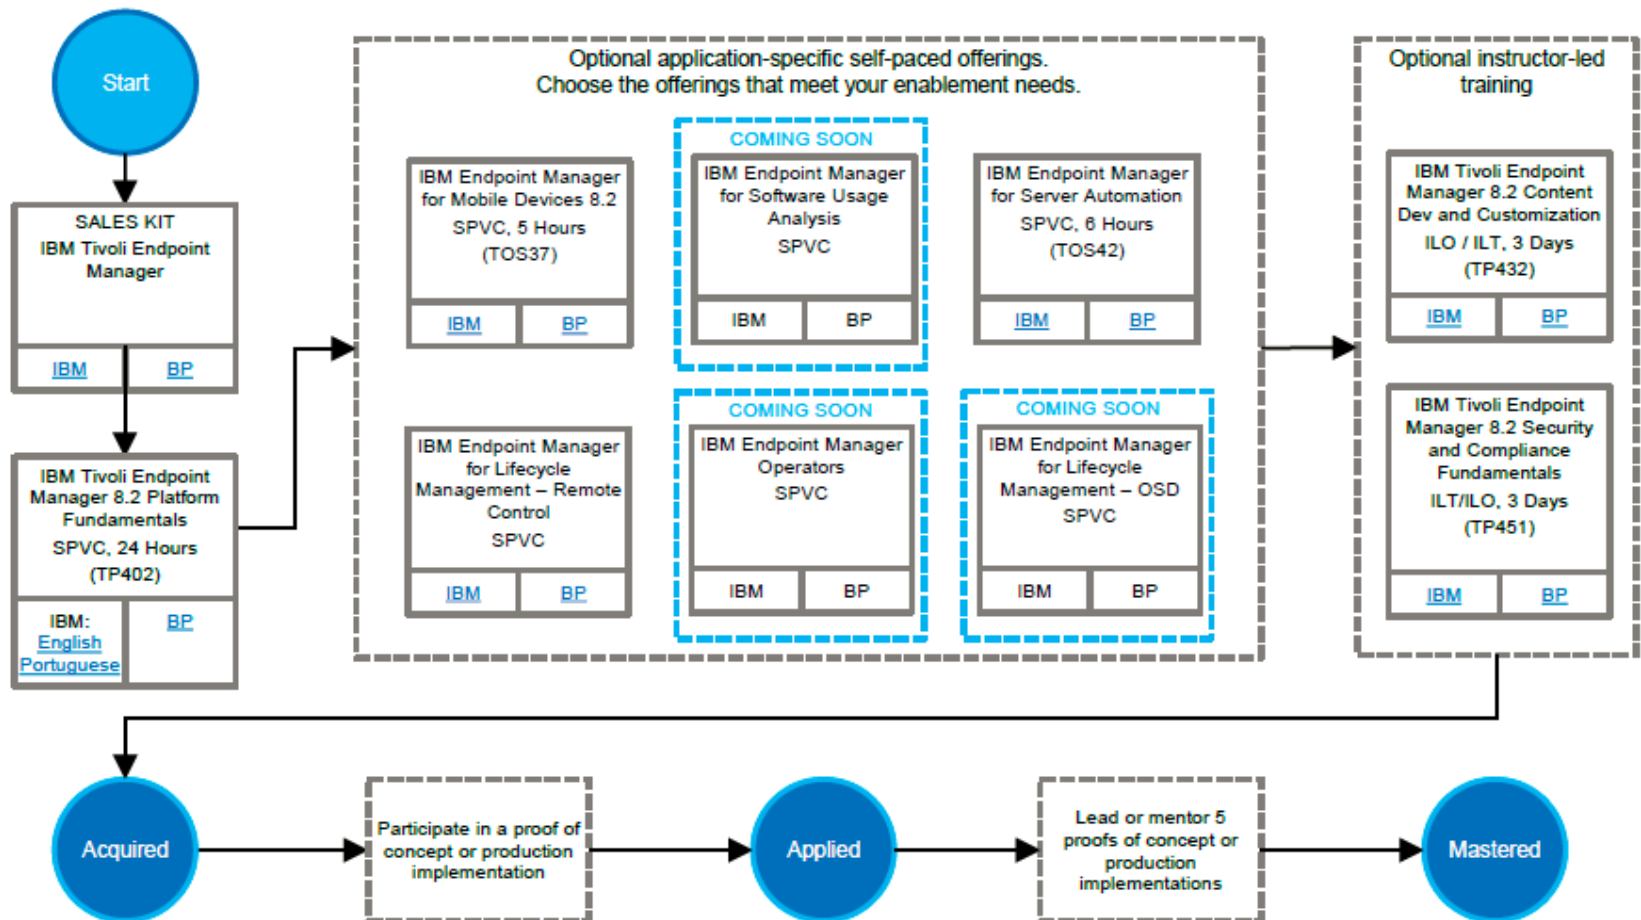 Start
SALES KIT
IBM Tivoli Endpoint
Manager
IBM
BP
IBM Tivoli Endpoint
Manager 8.2 Platform
Fundamentals
SPVC, 24 Hours
(TP402)
IBM:
English
Portuguese
BP
Optional application-specific self-paced offerings.
Choose the offerings that meet your enablement needs.
IBM Endpoint Manager
for Mobile Devices 8.2
SPVC, 5 Hours
(TOS37)
IBM
BP
COMING SOON
IBM Endpoint Manager
for Software Usage
Analysis
SPVC
IBM
BP
IBM Endpoint Manager
for Server Automation
SPVC, 6 Hours
(TOS42)
IBM
BP
IBM Endpoint Manager
for Lifecycle
Management – Remote
Control
SPVC
IBM
BP
COMING SOON
IBM Endpoint Manager
Operators
SPVC
IBM
BP
COMING SOON
IBM Endpoint Manager
for Lifecycle
Management – OSD
SPVC
IBM
BP
Optional instructor-led
training
IBM Tivoli Endpoint
Manager 8.2 Content
Dev and Customization
ILO / ILT, 3 Days
(TP432)
IBM
BP
IBM Tivoli Endpoint
Manager 8.2 Security
and Compliance
Fundamentals
ILT/ILO, 3 Days
(TP451)
IBM
BP
Acquired
Participate in a proof of
concept or production
implementation
Applied
Lead or mentor 5
proofs of concept or
production
implementations
Mastered